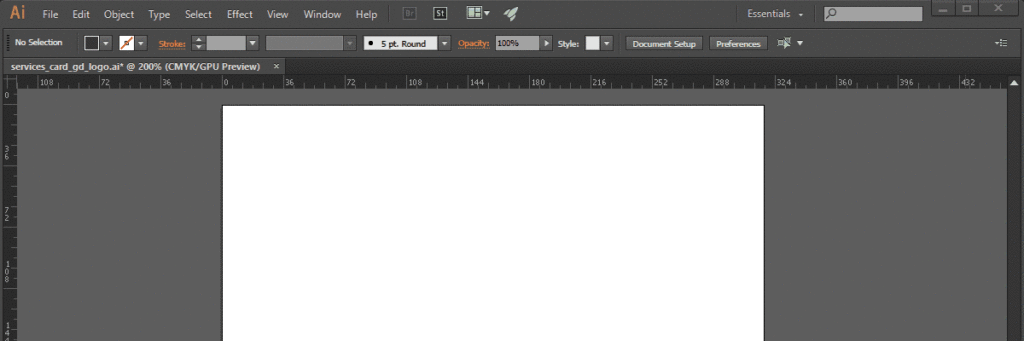 Ai File Edit Object Type Select Effect View Window Help Br St Essentials
No Selection Stroke: 5 pt. Round Opacity: 100% Style: Document Setup Preferences
services_card_gd_logo.ai* @ 200% (CMYK/GPU Preview) ×
108 72 36 0 36 72 108 144 180 216 252 288 324 360 396 432
0
36
72
108
144